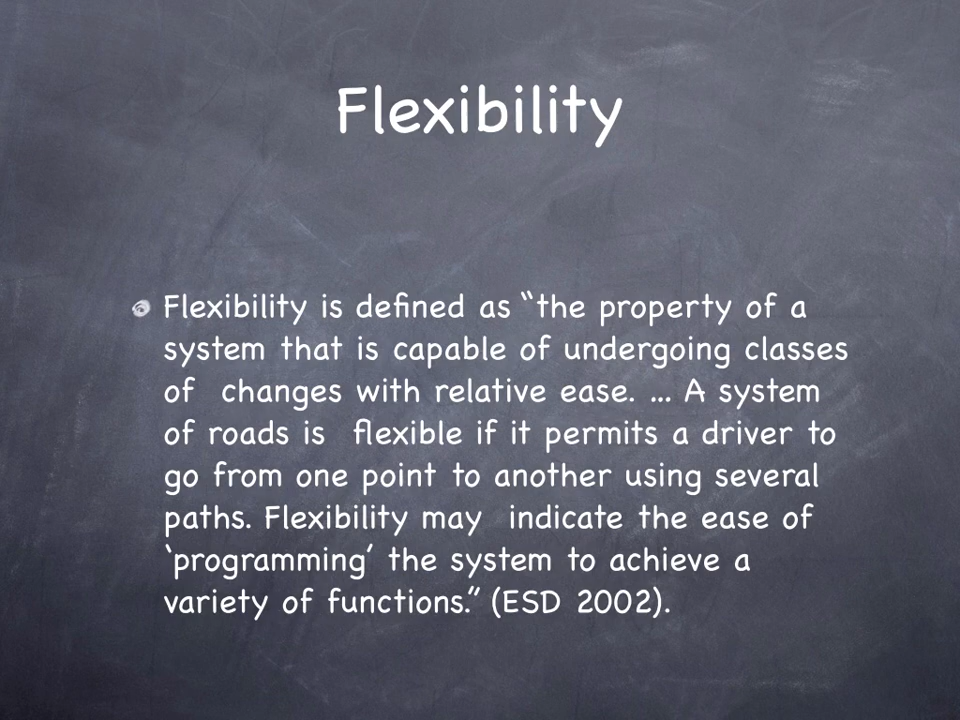 Flexibility
Flexibility is defined as “the property of a
system that is capable of undergoing classes
of  changes with relative ease. ... A system
of roads is  flexible if it permits a driver to
go from one point to another using several
paths. Flexibility may  indicate the ease of
‘programming’ the system to achieve a
variety of functions.” (ESD 2002).